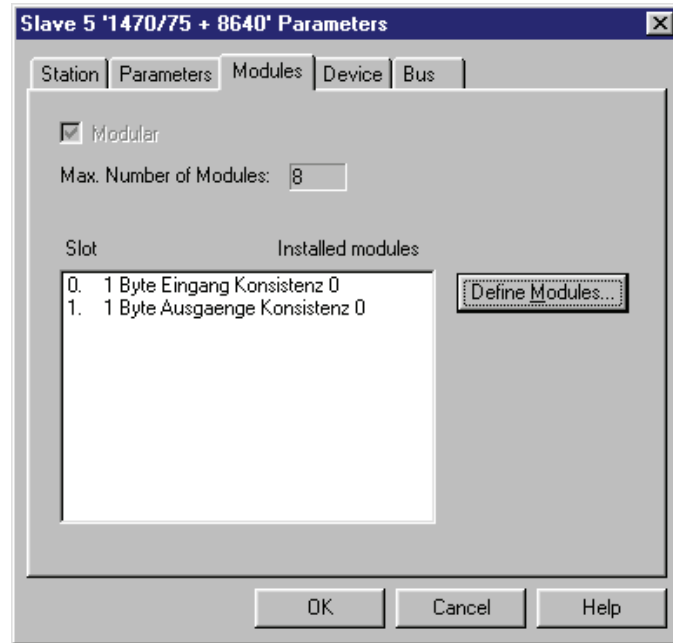 Slave 5 '1470/75 + 8640' Parameters
Station Parameters Modules Device Bus
Modular
Max. Number of Modules: 8
Slot Installed modules
0. 1 Byte Eingang Konsistenz 0
1. 1 Byte Ausgaenge Konsistenz 0
Define Modules...
OK Cancel Help